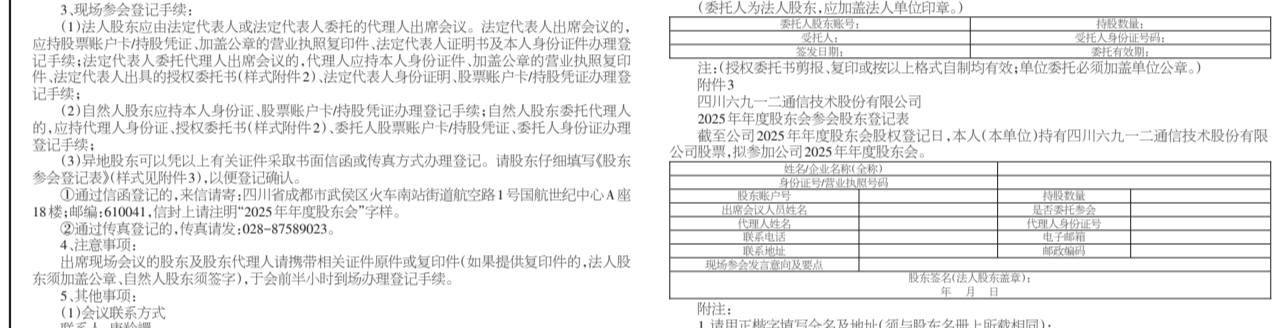 3、现场参会登记手续:
(1)法人股东应由法定代表人或法定代表人委托的代理人出席会议。法定代表人出席会议的,
应持股票账户卡/持股凭证、加盖公章的营业执照复印件、法定代表人证明书及本人身份证件办理登
记手续;法定代表人委托代理人出席会议的,代理人应持本人身份证件、加盖公章的营业执照复印
件、法定代表人出具的授权委托书(样式附件2)、法定代表人身份证明、股票账户卡/持股凭证办理登
记手续;
(2)自然人股东应持本人身份证、股票账户卡/持股凭证办理登记手续;自然人股东委托代理人
的,应持代理人身份证、授权委托书(样式附件2)、委托人股票账户卡/持股凭证、委托人身份证办理
登记手续;
(3)异地股东可以凭以上有关证件采取书面信函或传真方式办理登记。请股东仔细填写《股东
参会登记表》(样式见附件3),以便登记确认。
①通过信函登记的,来信请寄:四川省成都市武侯区火车南站街道航空路1号国航世纪中心A座
18楼;邮编:610041,信封上请注明“2025年年度股东会”字样。
②通过传真登记的,传真请发:028-87589023。
4、注意事项:
出席现场会议的股东及股东代理人请携带相关证件原件或复印件(如果提供复印件的,法人股
东须加盖公章、自然人股东须签字),于会前半小时到场办理登记手续。
5、其他事项:
(1)会议联系方式
(委托人为法人股东,应加盖法人单位印章。)
委托人股东账号: 持股数量:
受托人: 受托人身份证号码:
签发日期: 委托有效期:
注:(授权委托书剪报、复印或按以上格式自制均有效;单位委托必须加盖单位公章。)
附件3
四川六九一二通信技术股份有限公司
2025年年度股东会参会股东登记表
截至公司2025年年度股东会股权登记日,本人(本单位)持有四川六九一二通信技术股份有限
公司股票,拟参加公司2025年年度股东会。
姓名/企业名称(全称)
身份证号/营业执照号码
股东账户号 持股数量
出席会议人员姓名 是否委托参会
代理人姓名 代理人身份证号
联系电话 电子邮箱
联系地址 邮政编码
现场参会发言意向及要点
股东签名(法人股东盖章):
年 月 日
附注:
1.请用正楷字填写全名及地址(须与股东名册上所载相同);